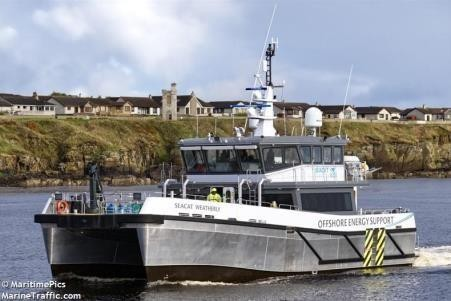 SEACAT WEATHERLY
OFFSHORE ENERGY SUPPORT
© MaritimePics
MarineTraffic.com